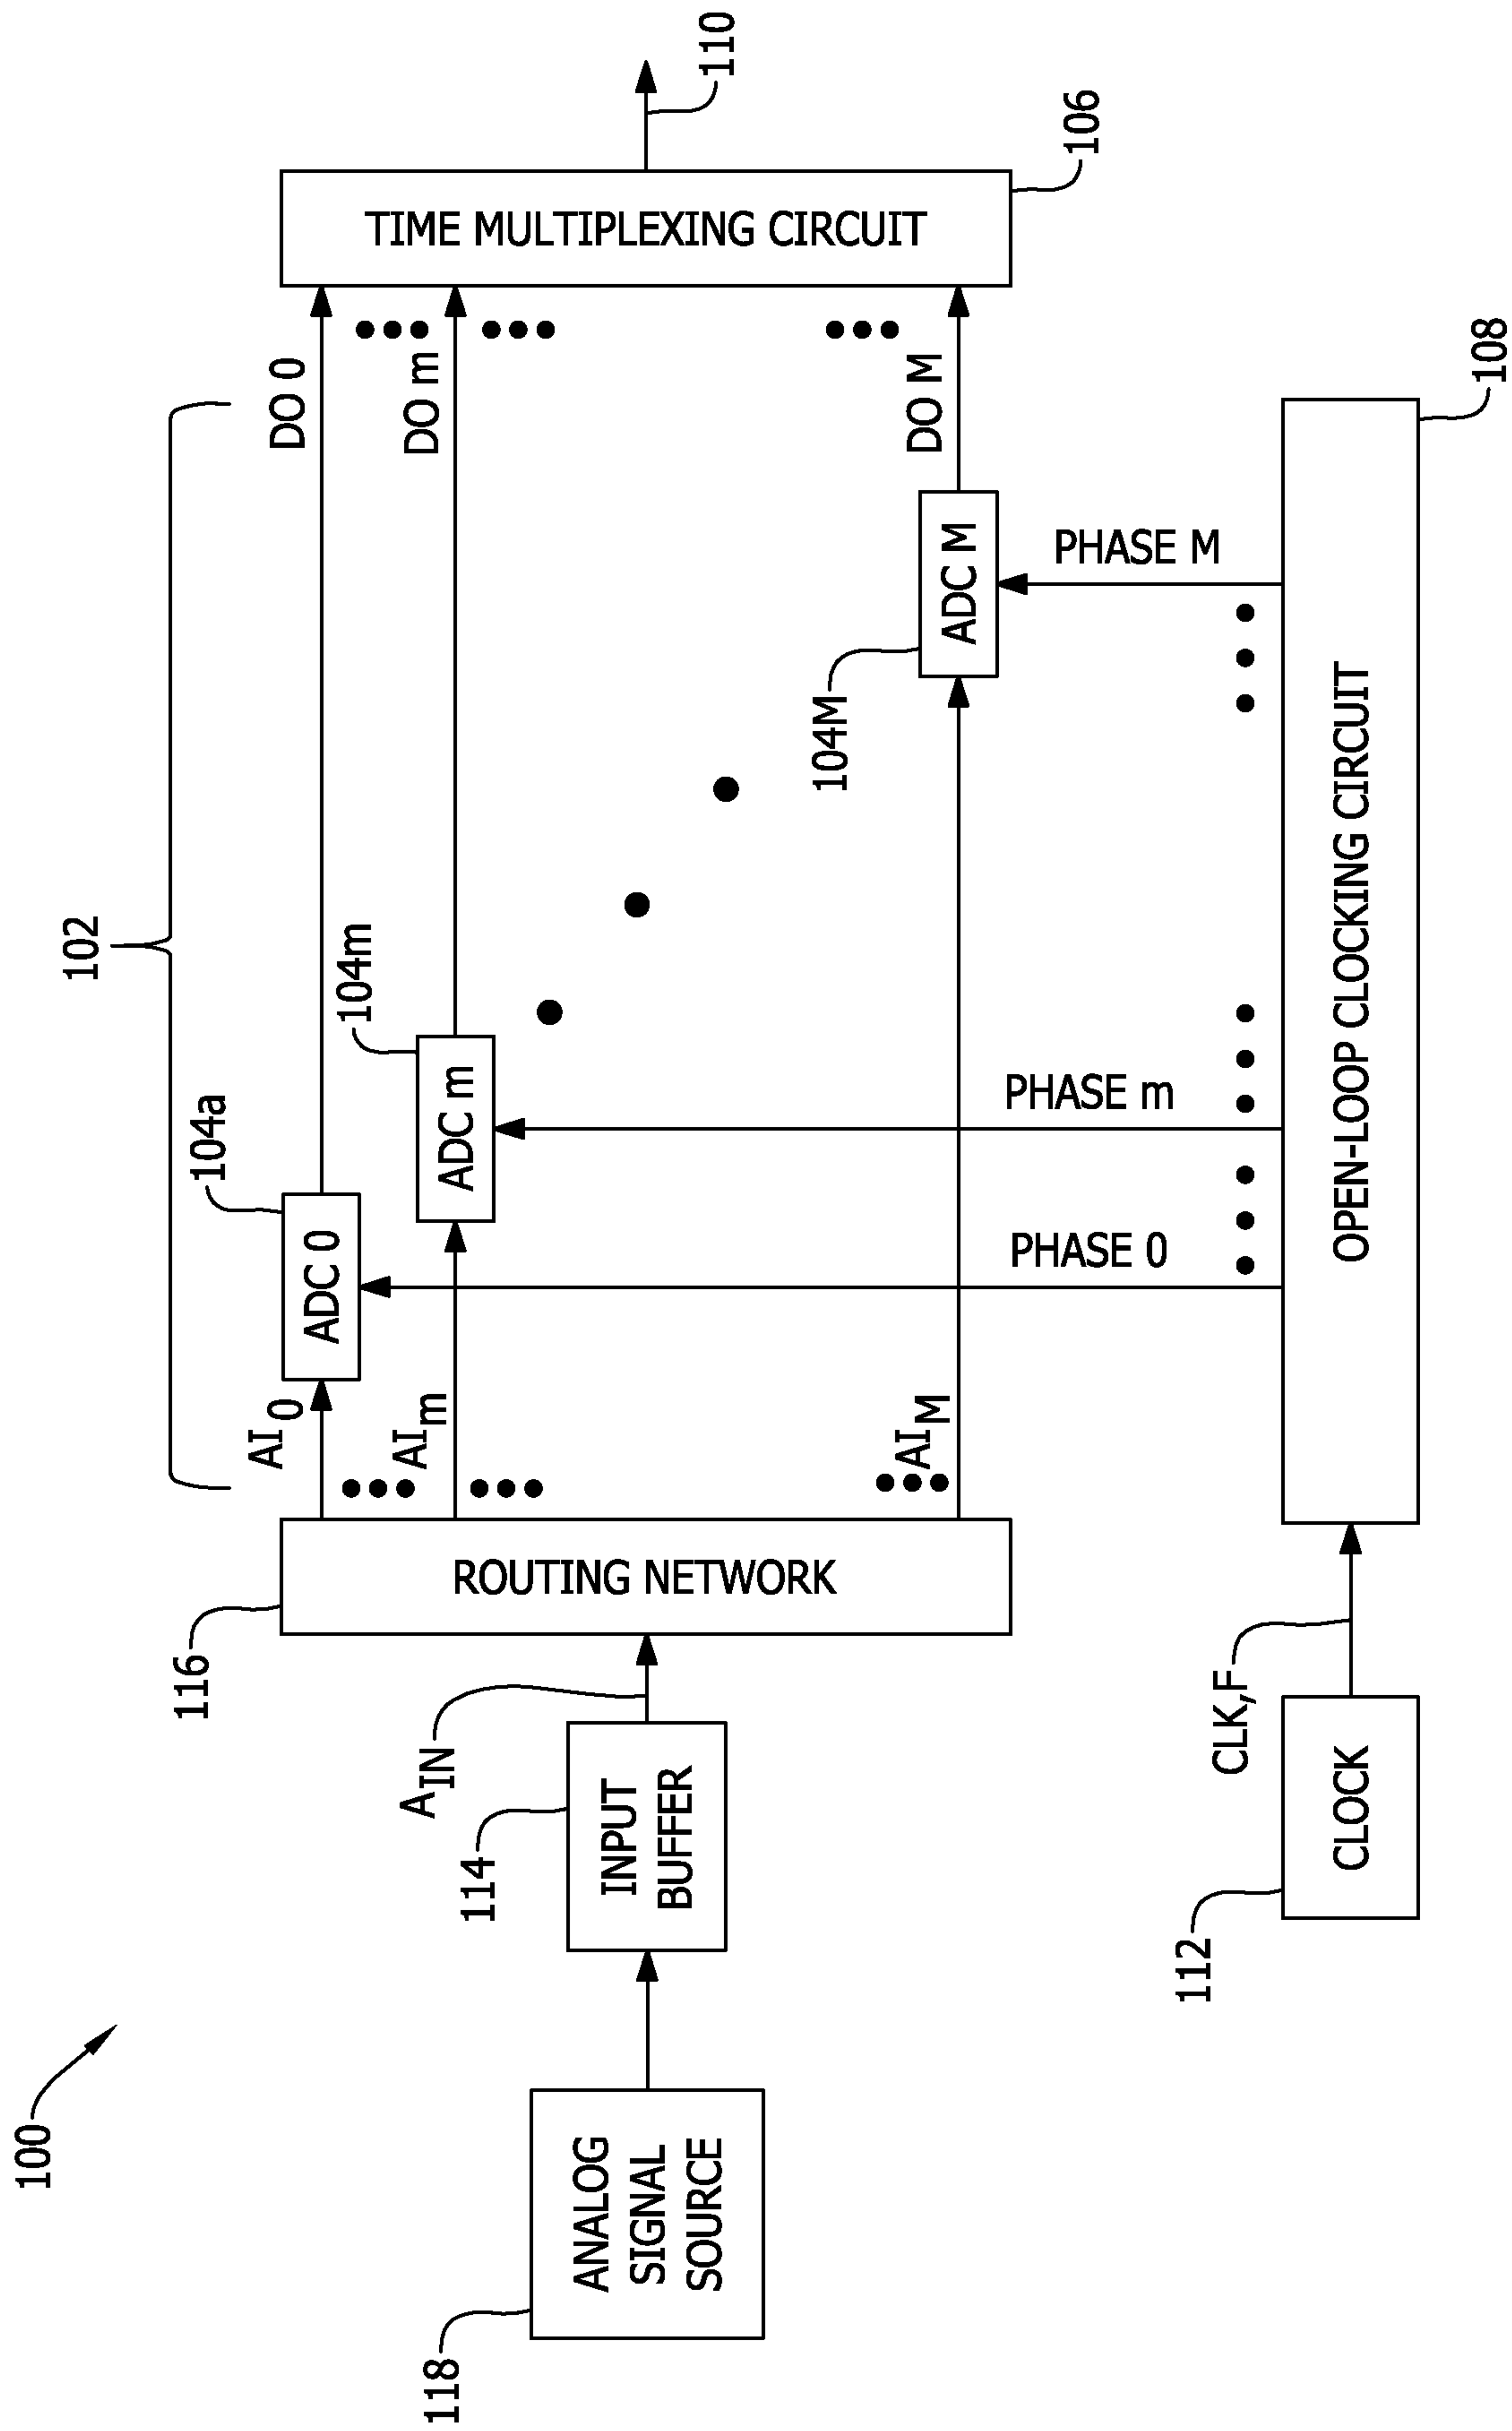 100
102
104a
104m
104M
118
ANALOG
SIGNAL
SOURCE
114
INPUT
BUFFER
AIN
116
ROUTING NETWORK
AI0
AIm
AIM
ADC 0
ADC m
ADC M
DO 0
DO m
DO M
TIME MULTIPLEXING CIRCUIT
106
110
PHASE 0
PHASE m
PHASE M
112
CLOCK
CLK,F
OPEN-LOOP CLOCKING CIRCUIT
108